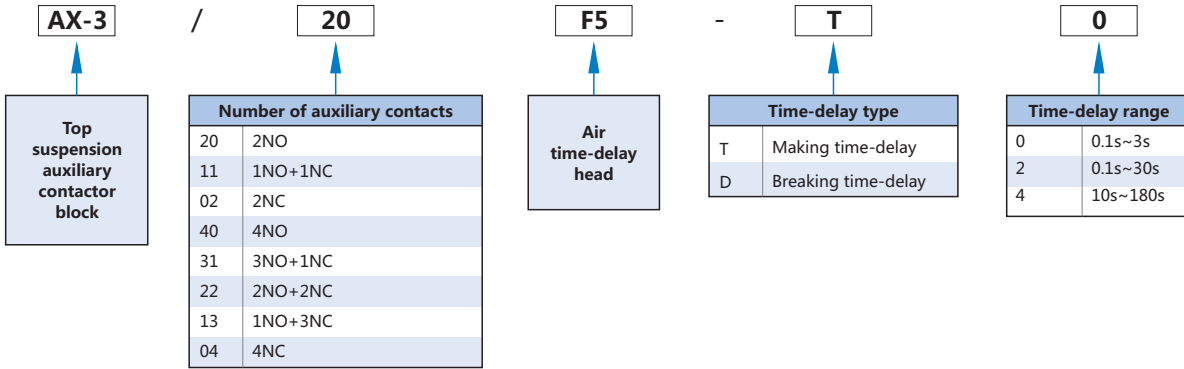 AX-3 / 20 F5 - T 0
Top
suspension
auxiliary
contactor
block
Number of auxiliary contacts
20 2NO
11 1NO+1NC
02 2NC
40 4NO
31 3NO+1NC
22 2NO+2NC
13 1NO+3NC
04 4NC
Air
time-delay
head
Time-delay type
T Making time-delay
D Breaking time-delay
Time-delay range
0 0.1s~3s
2 0.1s~30s
4 10s~180s